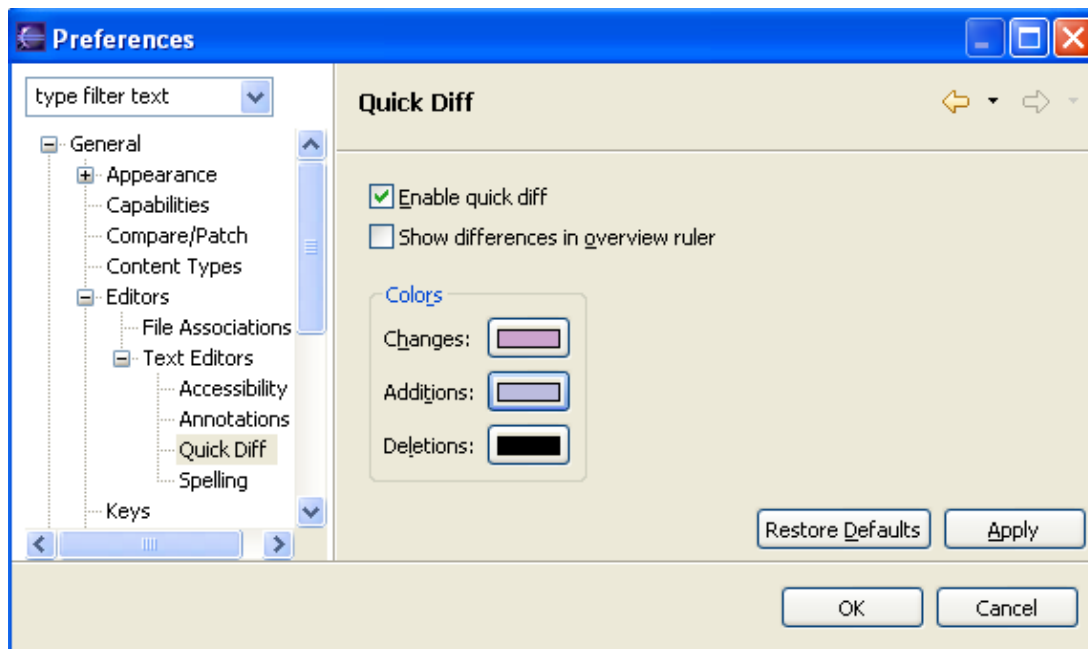 Preferences
type filter text
General
Appearance
Capabilities
Compare/Patch
Content Types
Editors
File Associations
Text Editors
Accessibility
Annotations
Quick Diff
Spelling
Keys
Quick Diff
Enable quick diff
Show differences in overview ruler
Colors
Changes:
Additions:
Deletions:
Restore Defaults
Apply
OK
Cancel